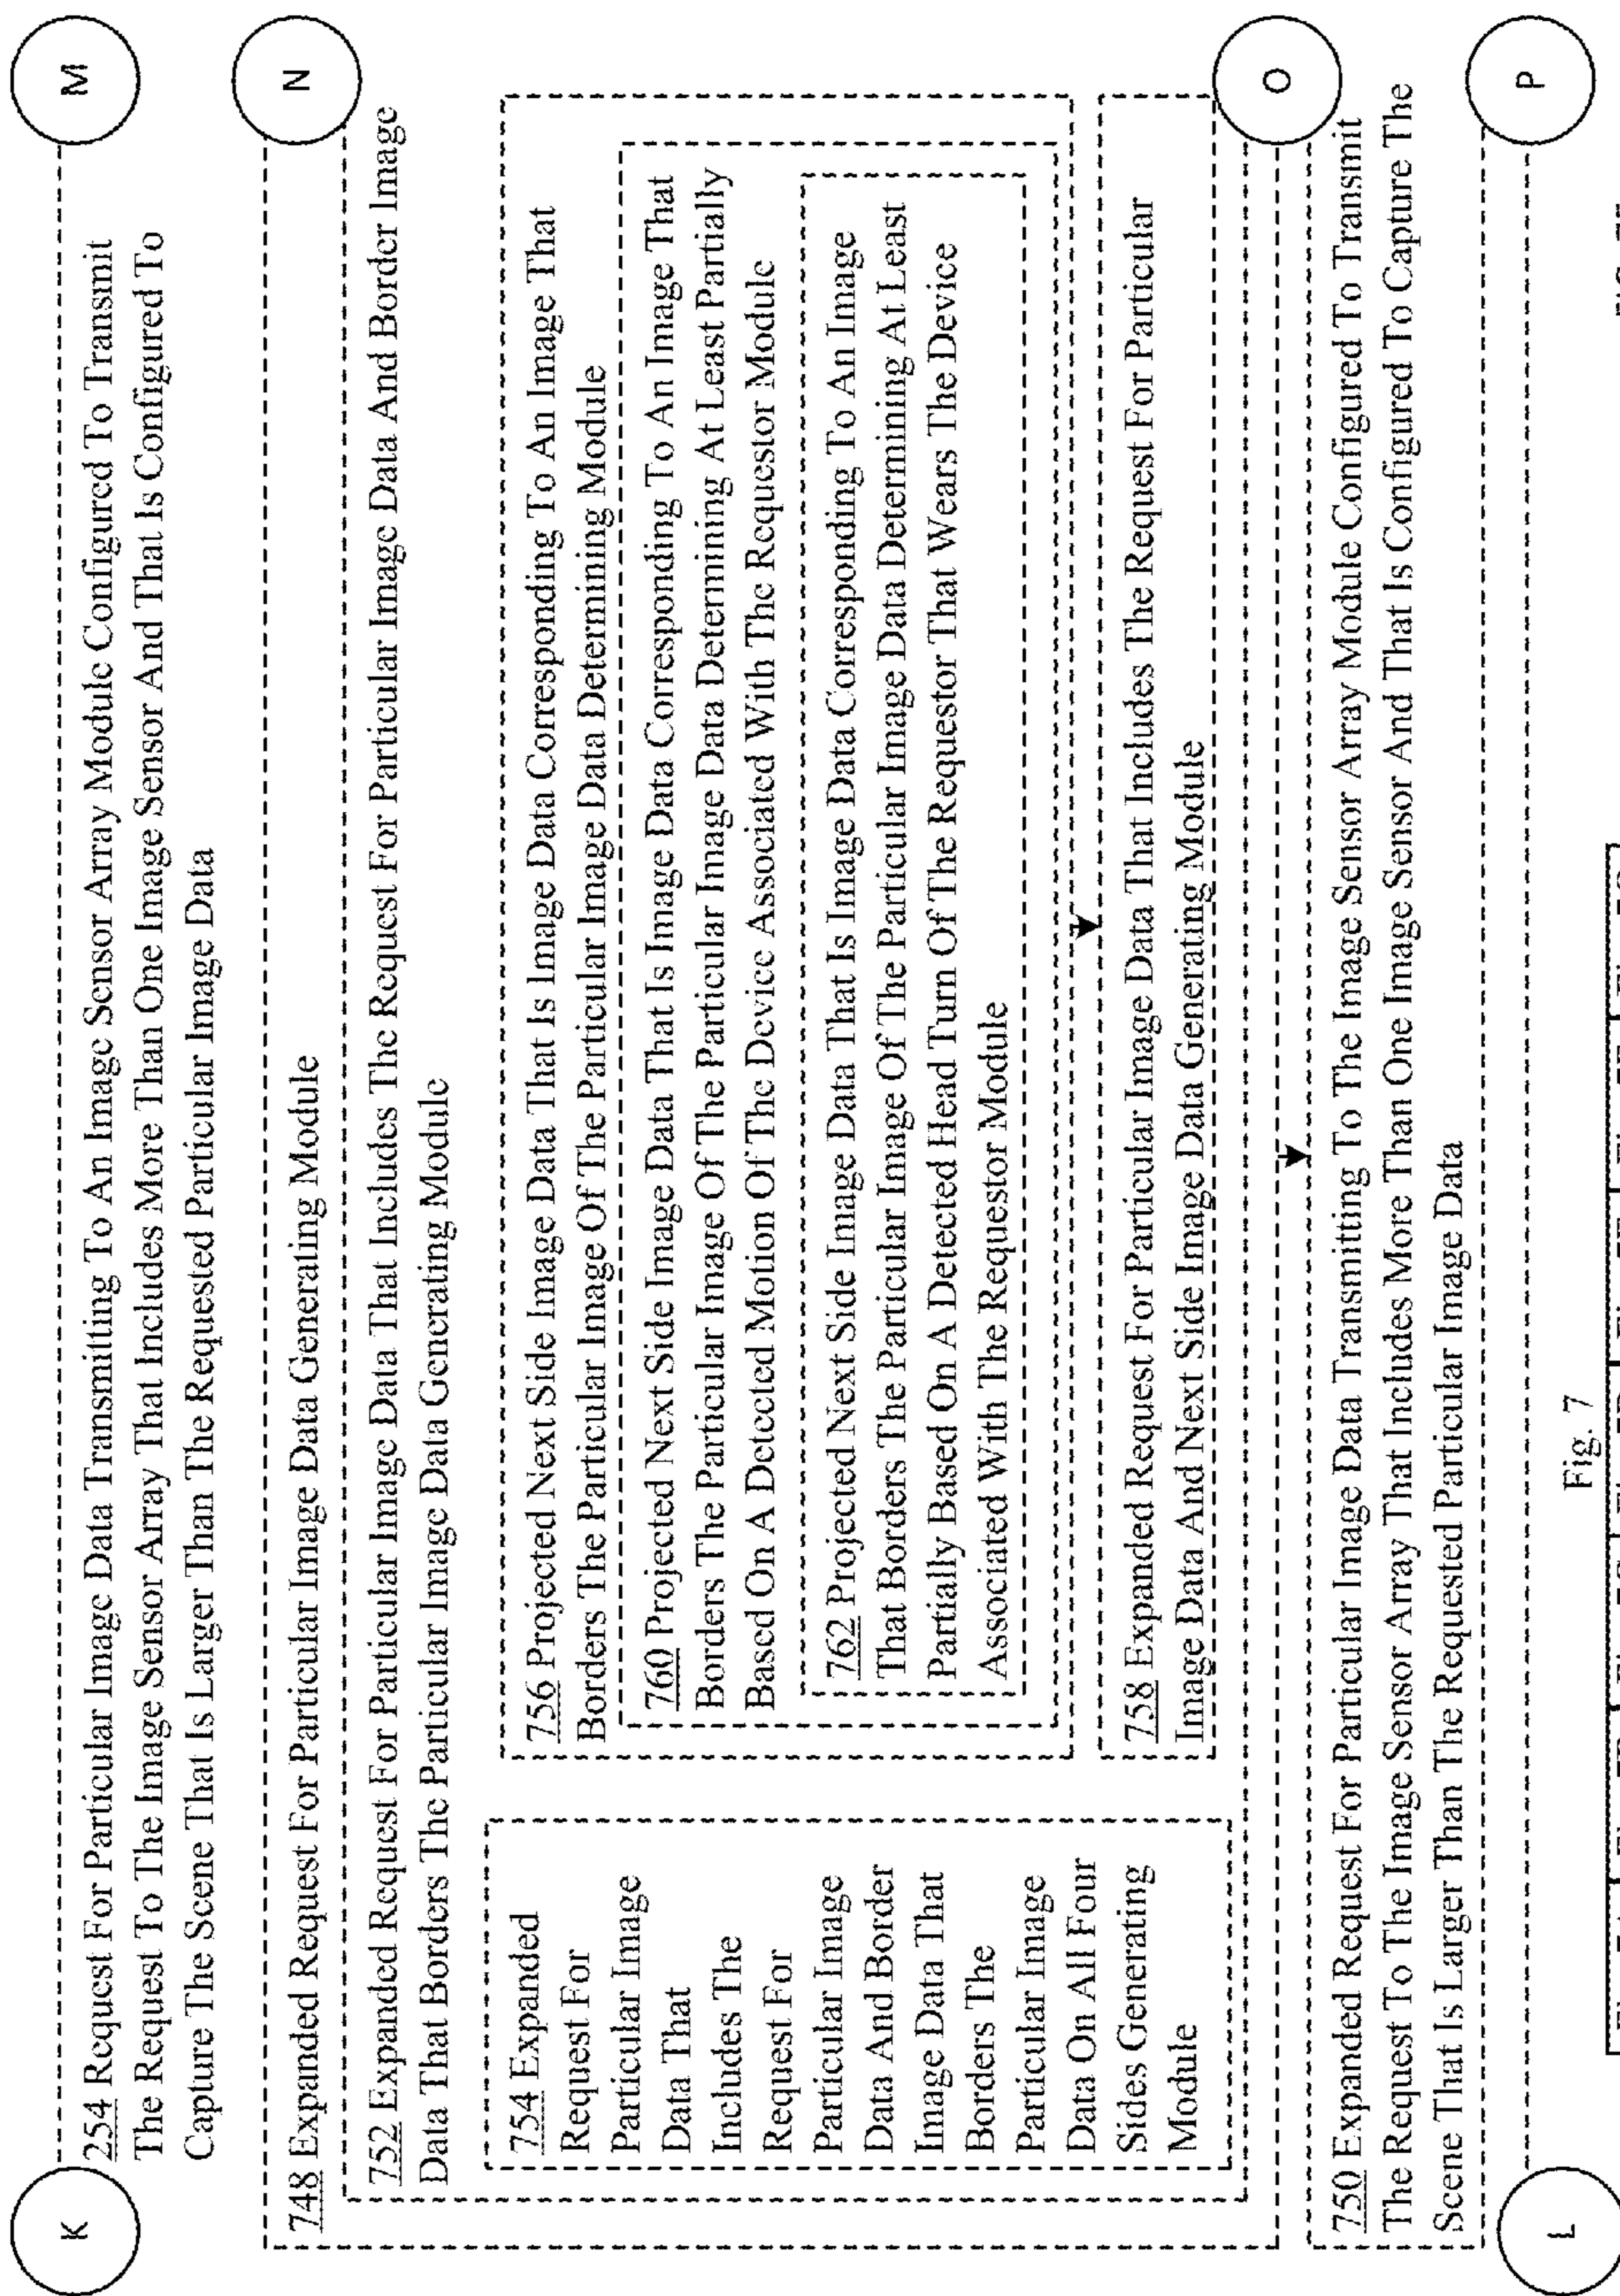 K
M
254 Request For Particular Image Data Transmitting To An Image Sensor Array Module Configured To Transmit
The Request To The Image Sensor Array That Includes More Than One Image Sensor And That Is Configured To
Capture The Scene That Is Larger Than The Requested Particular Image Data
N
748 Expanded Request For Particular Image Data Generating Module
752 Expanded Request For Particular Image Data That Includes The Request For Particular Image Data And Border Image
Data That Borders The Particular Image Data Generating Module
754 Expanded
Request For
Particular Image
Data That
Includes The
Request For
Particular Image
Data And Border
Image Data That
Borders The
Particular Image
Data On All Four
Sides Generating
Module
756 Projected Next Side Image Data That Is Image Data Corresponding To An Image That
Borders The Particular Image Of The Particular Image Data Determining Module
760 Projected Next Side Image Data That Is Image Data Corresponding To An Image That
Borders The Particular Image Of The Particular Image Data Determining At Least Partially
Based On A Detected Motion Of The Device Associated With The Requestor Module
762 Projected Next Side Image Data That Is Image Data Corresponding To An Image
That Borders The Particular Image Of The Particular Image Data Determining At Least
Partially Based On A Detected Head Turn Of The Requestor That Wears The Device
Associated With The Requestor Module
758 Expanded Request For Particular Image Data That Includes The Request For Particular
Image Data And Next Side Image Data Generating Module
O
750 Expanded Request For Particular Image Data Transmitting To The Image Sensor Array Module Configured To Transmit
The Request To The Image Sensor Array That Includes More Than One Image Sensor And That Is Configured To Capture The
Scene That Is Larger Than The Requested Particular Image Data
L
P
Fig. 7